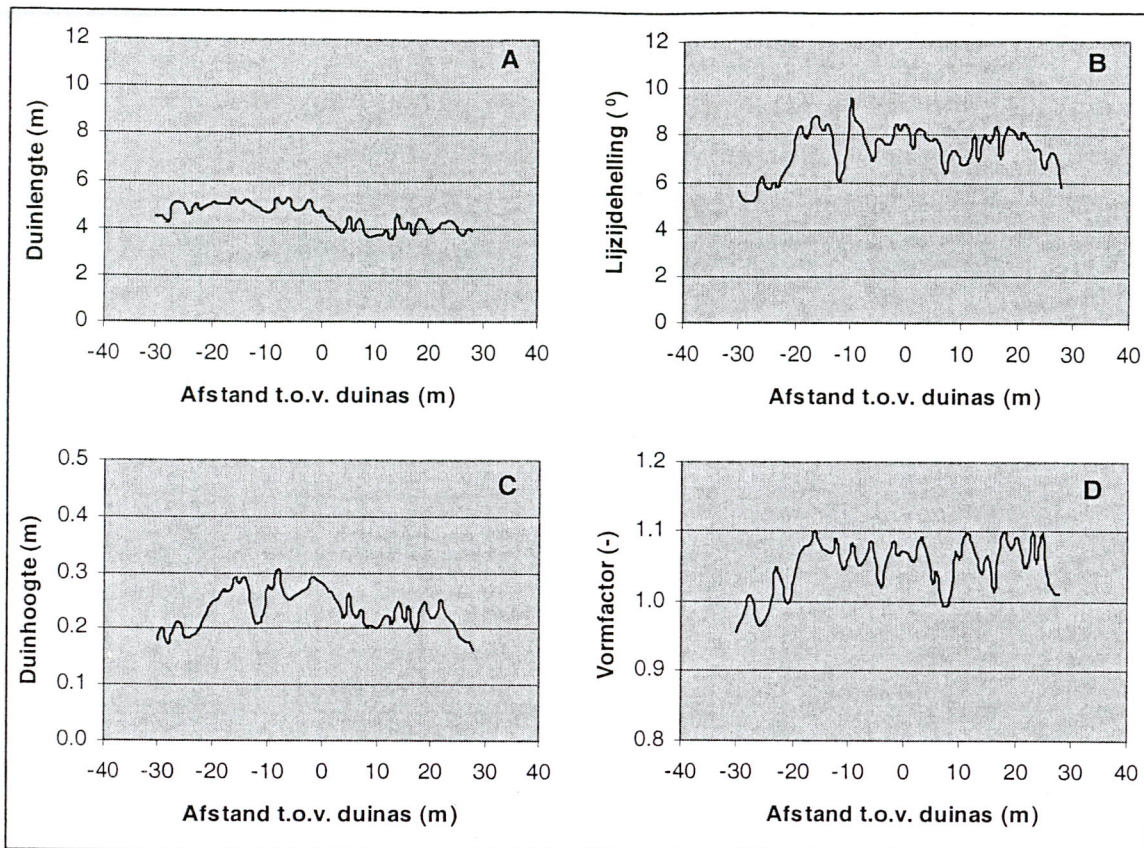 A
Duinlengte (m)
12
10
8
6
4
2
0
-40 -30 -20 -10 0 10 20 30 40
Afstand t.o.v. duinas (m)
B
Lijzijdehelling (º)
12
10
8
6
4
2
0
-40 -30 -20 -10 0 10 20 30 40
Afstand t.o.v. duinas (m)
C
Duinhoogte (m)
0.5
0.4
0.3
0.2
0.1
0.0
-40 -30 -20 -10 0 10 20 30 40
Afstand t.o.v. duinas (m)
D
Vormfactor (-)
1.2
1.1
1.0
0.9
0.8
-40 -30 -20 -10 0 10 20 30 40
Afstand t.o.v. duinas (m)